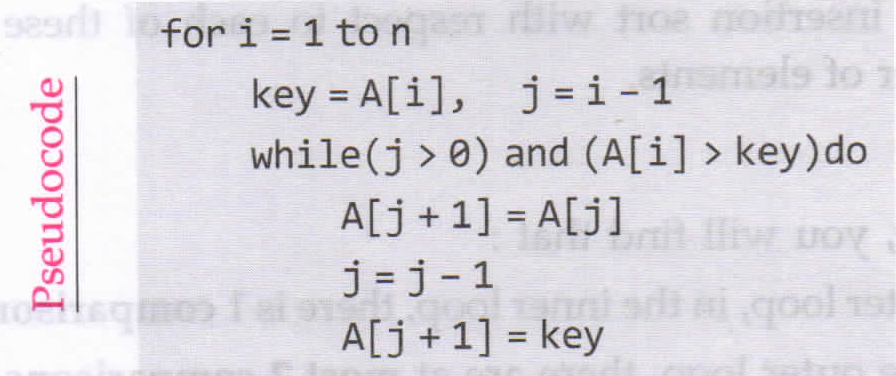 Pseudocode
for i = 1 to n
key = A[i], j = i - 1
while(j > 0) and (A[i] > key)do
A[j + 1] = A[j]
j = j - 1
A[j + 1] = key